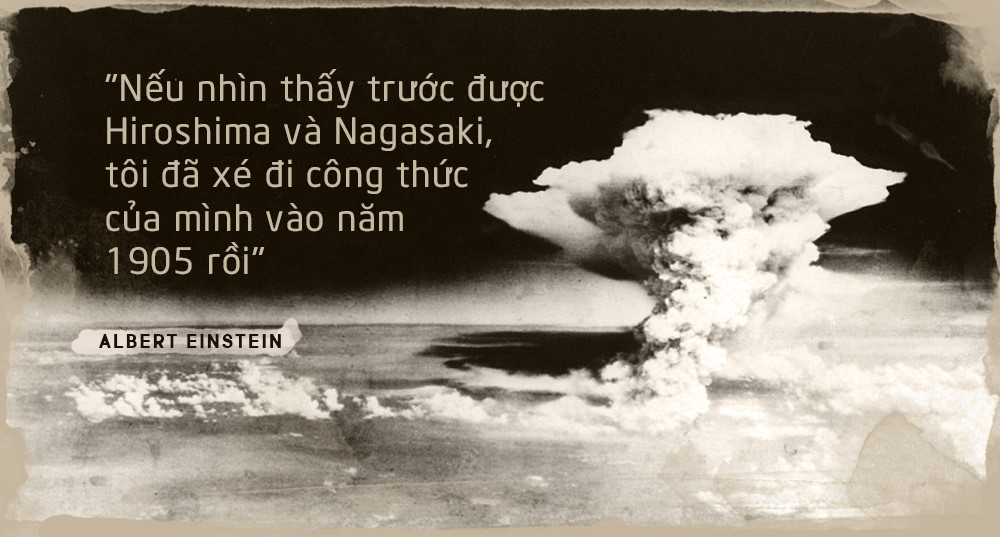 "Nếu nhìn thấy trước được
Hiroshima và Nagasaki,
tôi đã xé đi công thức
của mình vào năm
1905 rồi"
ALBERT EINSTEIN